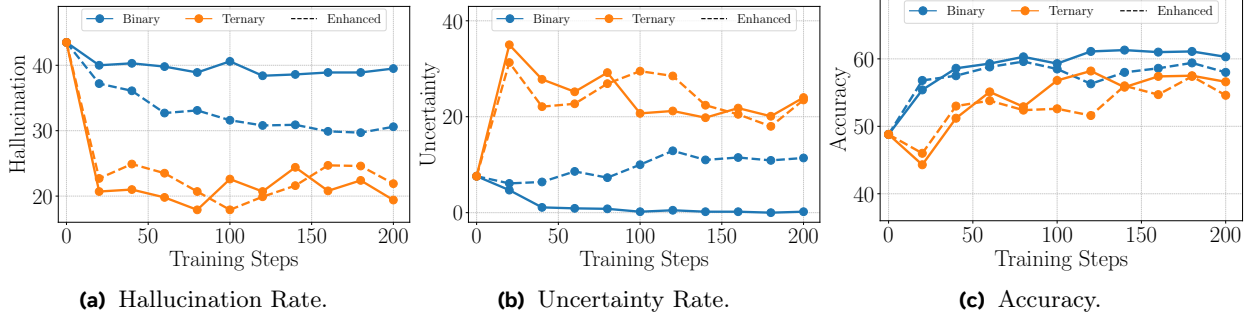 Binary Ternary Enhanced
Hallucination
40
30
20
0 50 100 150 200
Training Steps
(a) Hallucination Rate.
Binary Ternary Enhanced
Uncertainty
40
20
0
0 50 100 150 200
Training Steps
(b) Uncertainty Rate.
Binary Ternary Enhanced
Accuracy
60
50
40
0 50 100 150 200
Training Steps
(c) Accuracy.